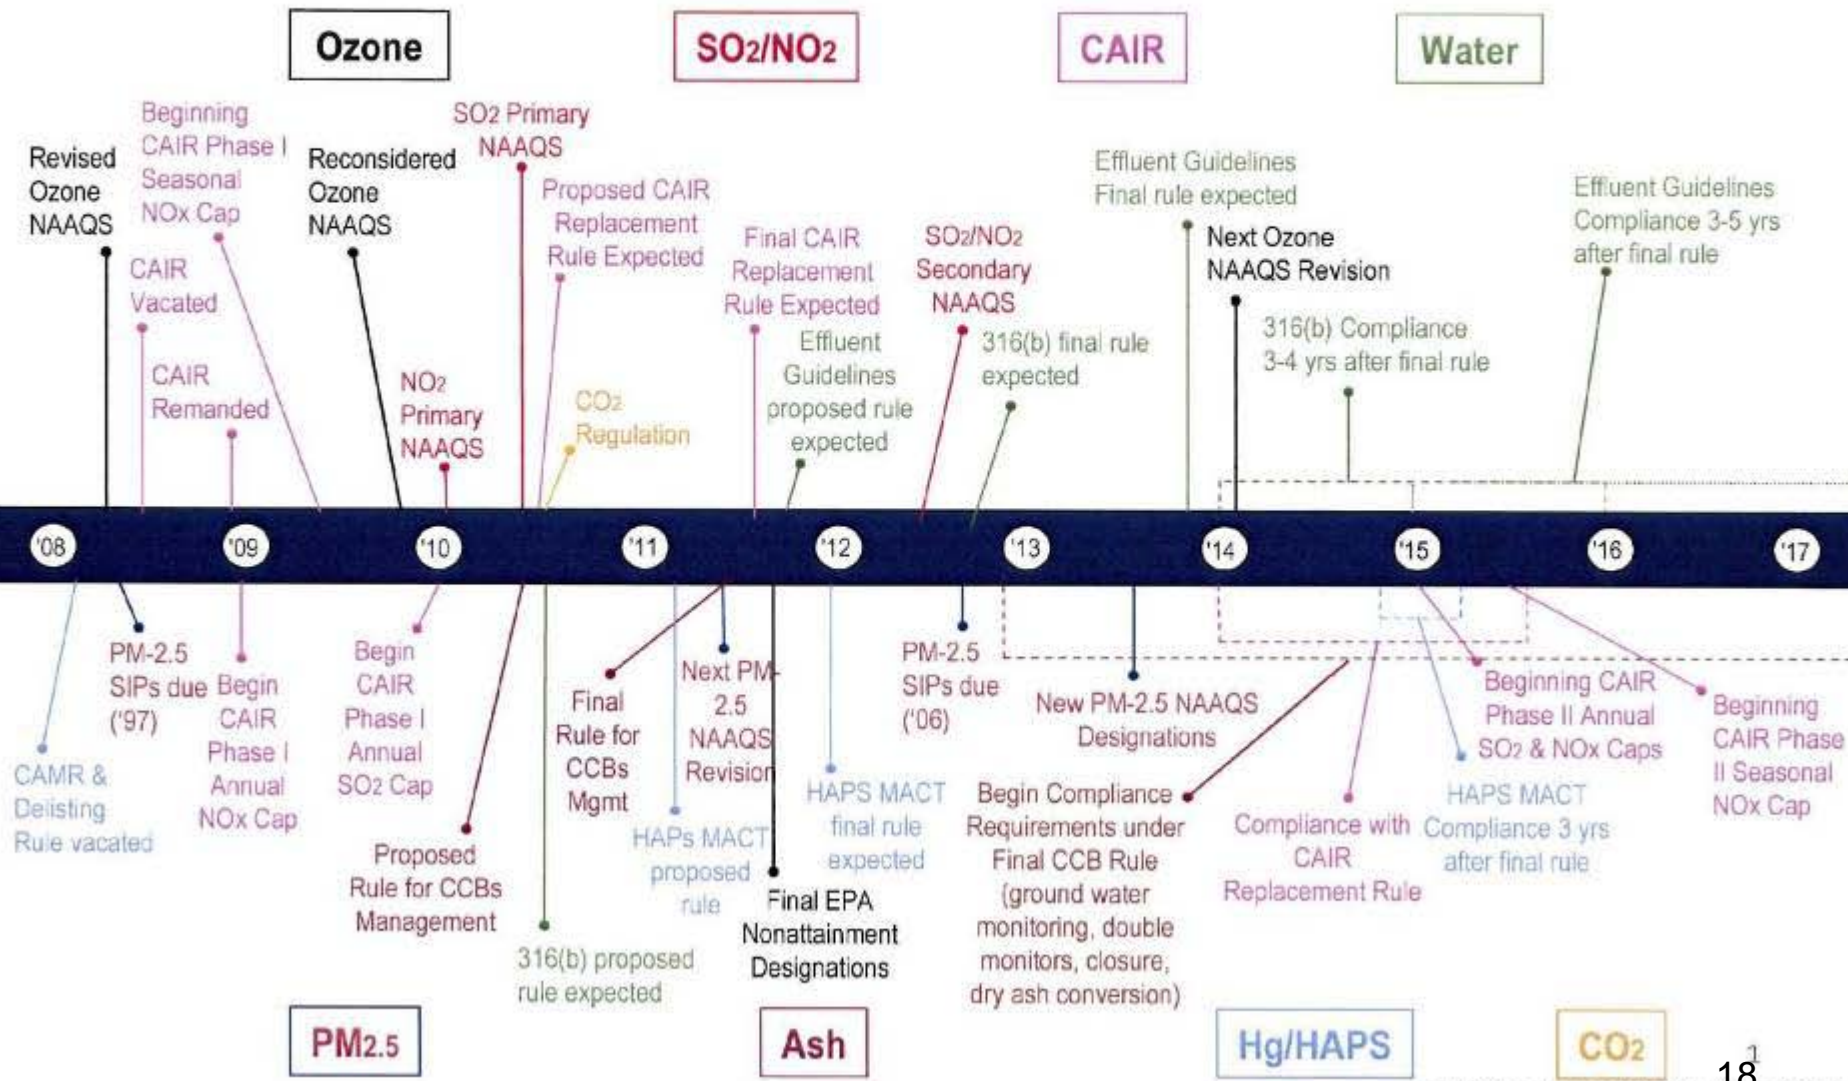 Ozone
SO2/NO2
CAIR
Water
Revised
Ozone
NAAQS
Beginning
CAIR Phase I
Seasonal
NOx Cap
CAIR
Vacated
CAIR
Remanded
Reconsidered
Ozone
NAAQS
NO2
Primary
NAAQS
SO2 Primary
NAAQS
Proposed CAIR
Replacement
Rule Expected
CO2
Regulation
Final CAIR
Replacement
Rule Expected
Effluent
Guidelines
proposed rule
expected
SO2/NO2
Secondary
NAAQS
316(b) final rule
expected
Effluent Guidelines
Final rule expected
Next Ozone
NAAQS Revision
316(b) Compliance
3-4 yrs after final rule
Effluent Guidelines
Compliance 3-5 yrs
after final rule
'08
'09
'10
'11
'12
'13
'14
'15
'16
'17
CAMR &
Delisting
Rule vacated
PM-2.5
SIPs due
('97)
Begin
CAIR
Phase I
Annual
NOx Cap
Begin
CAIR
Phase I
Annual
SO2 Cap
Proposed
Rule for CCBs
Management
316(b) proposed
rule expected
Final
Rule for
CCBs
Mgmt
HAPs MACT
proposed
rule
Next PM-
2.5
NAAQS
Revision
Final EPA
Nonattainment
Designations
HAPS MACT
final rule
expected
PM-2.5
SIPs due
('06)
New PM-2.5 NAAQS
Designations
Begin Compliance
Requirements under
Final CCB Rule
(ground water
monitoring, double
monitors, closure,
dry ash conversion)
Compliance with
CAIR
Replacement Rule
Beginning CAIR
Phase II Annual
SO2 & NOx Caps
HAPS MACT
Compliance 3 yrs
after final rule
Beginning
CAIR Phase
II Seasonal
NOx Cap
PM2.5
Ash
Hg/HAPS
CO2
1
18